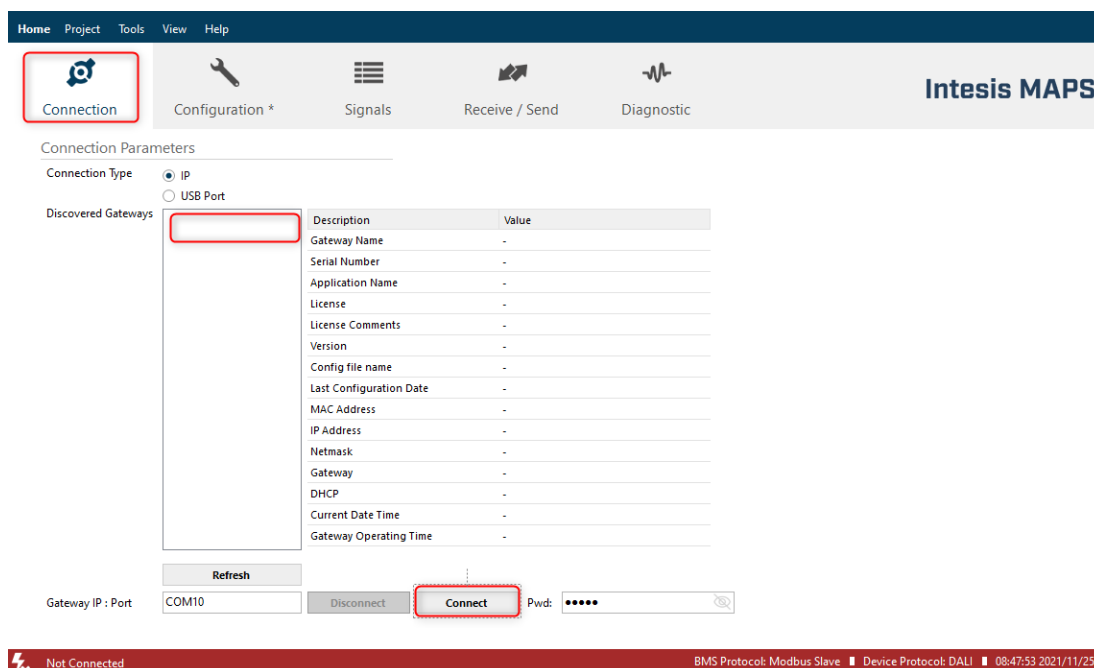 Home Project Tools View Help
Connection Configuration * Signals Receive / Send Diagnostic Intesis MAPS
Connection Parameters
Connection Type IP
USB Port
Discovered Gateways
Description Value
Gateway Name -
Serial Number -
Application Name -
License -
License Comments -
Version -
Config file name -
Last Configuration Date -
MAC Address -
IP Address -
Netmask -
Gateway -
DHCP -
Current Date Time -
Gateway Operating Time -
Refresh
Gateway IP : Port COM10 Disconnect Connect Pwd: •••••
Not Connected BMS Protocol: Modbus Slave Device Protocol: DALI 08:47:53 2021/11/25